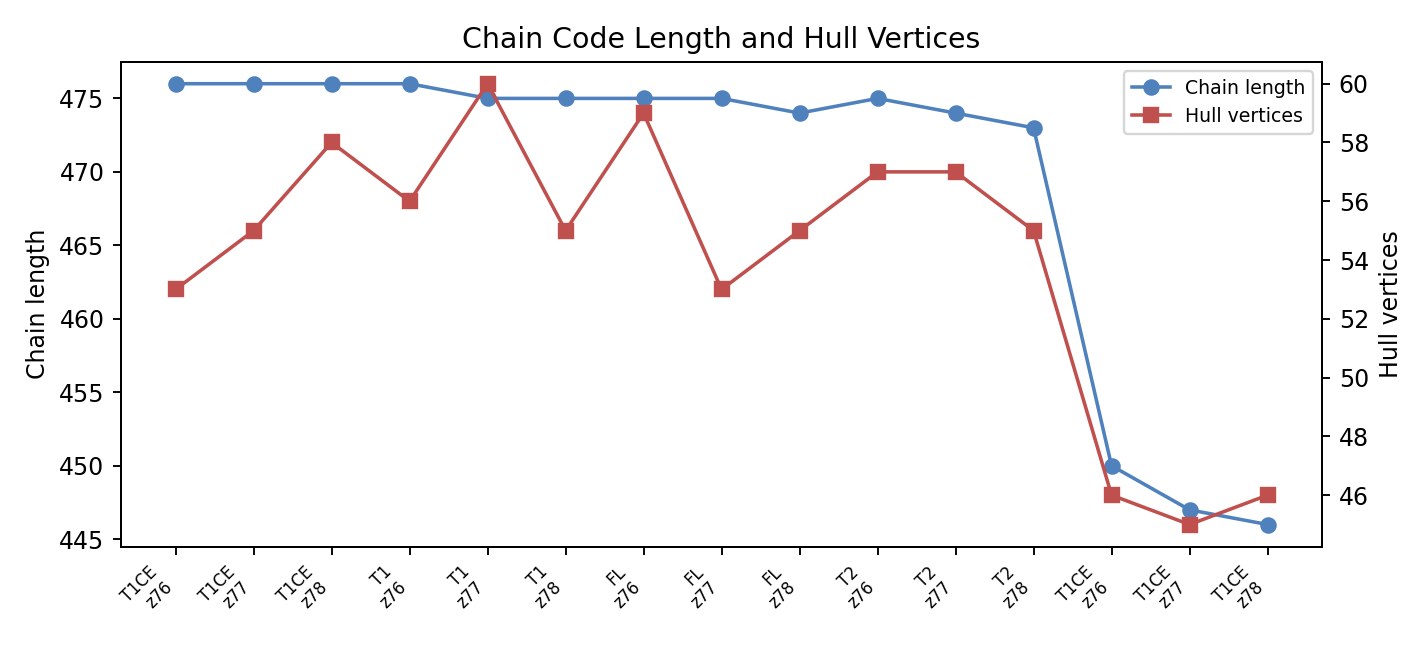 Chain Code Length and Hull Vertices
Chain length
Hull vertices
475
470
465
460
455
450
445
Chain length
60
58
56
54
52
50
48
46
Hull vertices
T1CE
z76
T1CE
z77
T1CE
z78
T1
z76
T1
z77
T1
z78
FL
z76
FL
z77
FL
z78
T2
z76
T2
z77
T2
z78
T1CE
z76
T1CE
z77
T1CE
z78